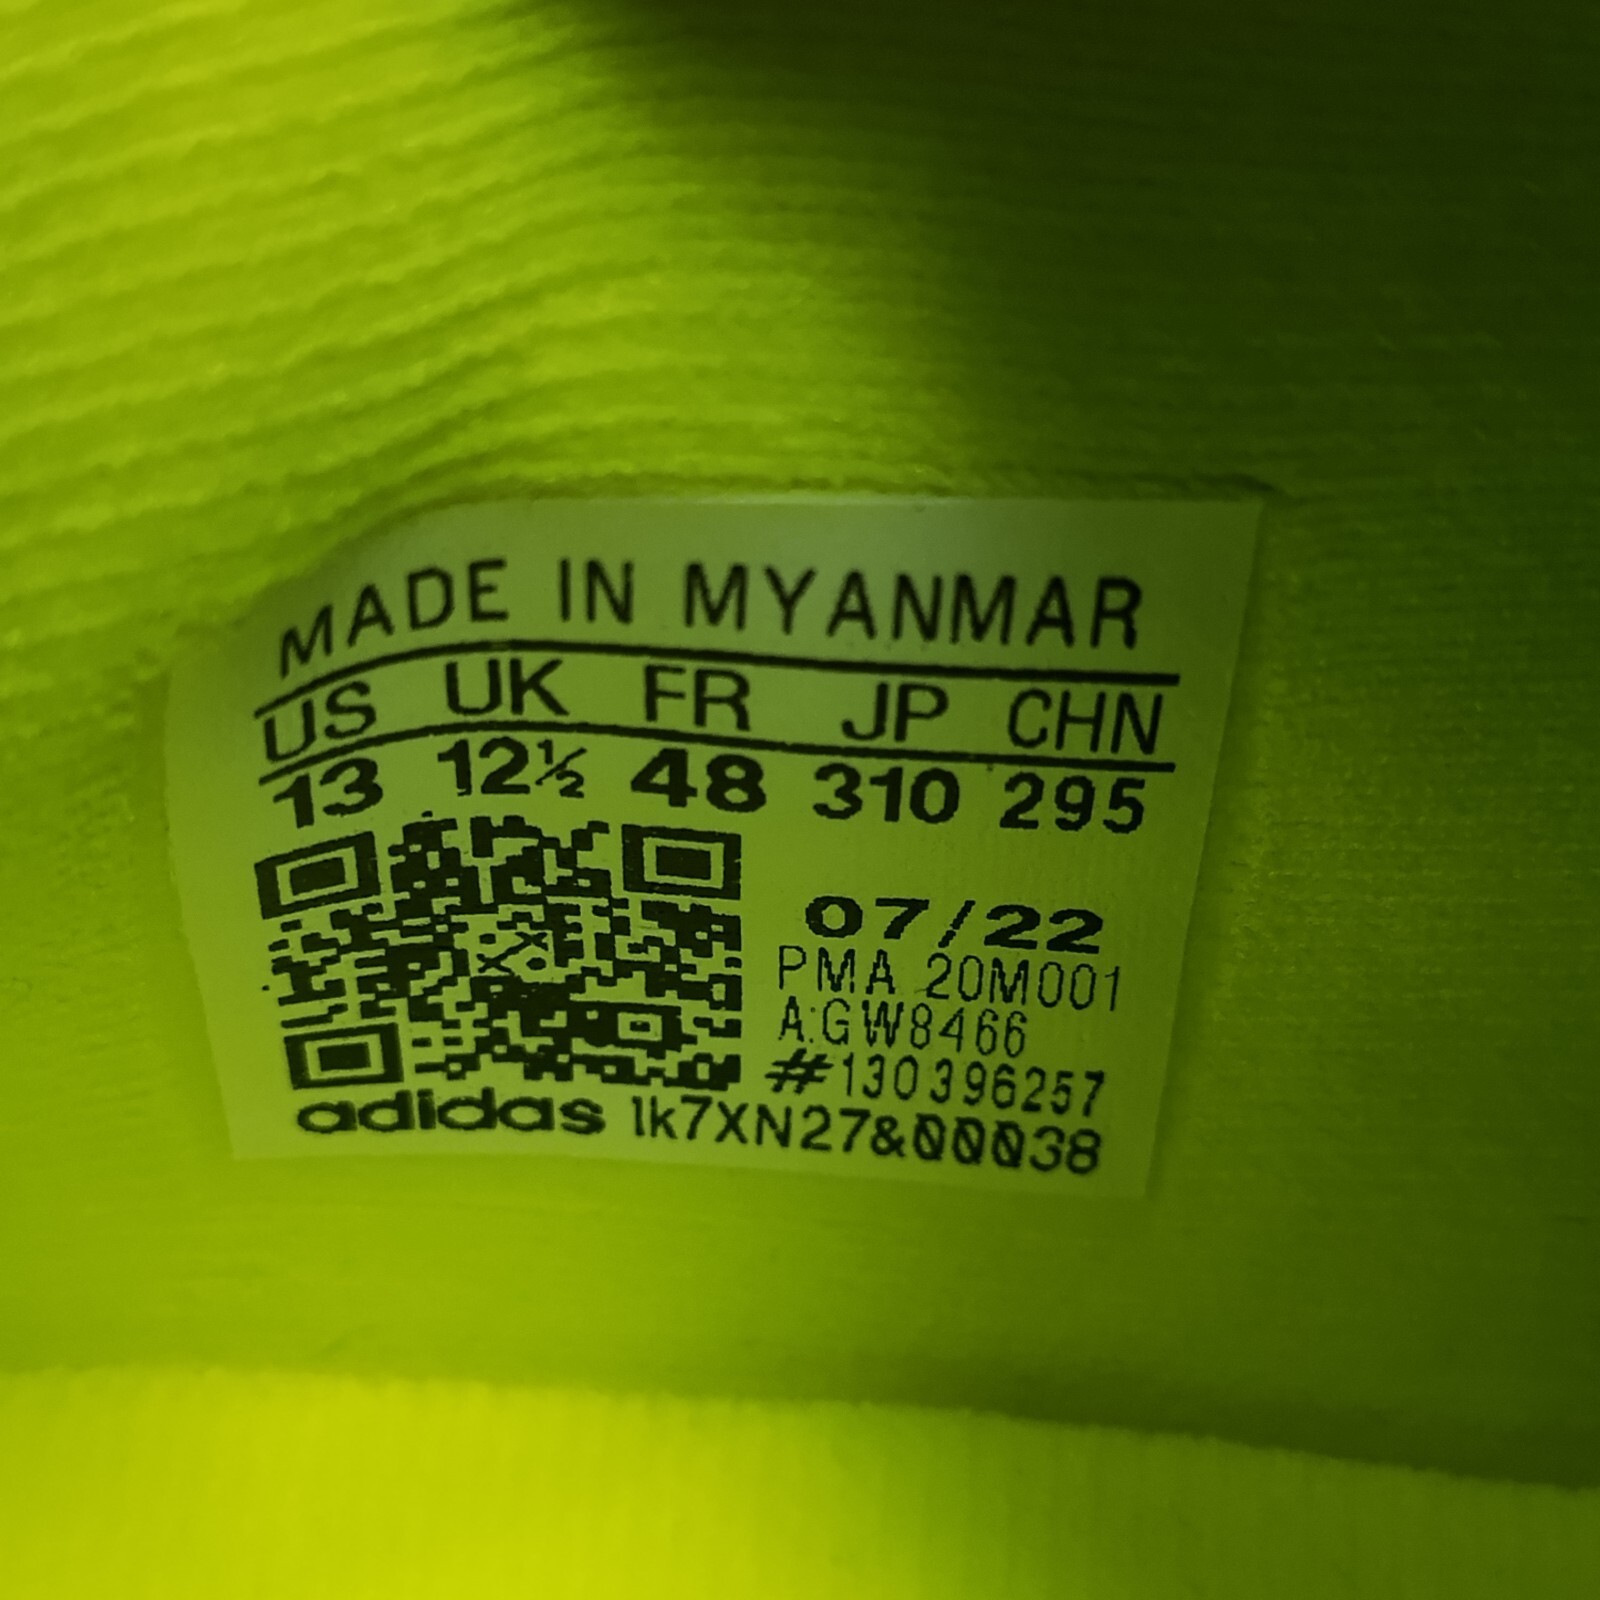 MADE IN MYANMAR
US UK FR JP CHN
13 12½ 48 310 295
07/22
PMA 20M001
A:GW8466
#130396257
adidas 1k7XN27&00038